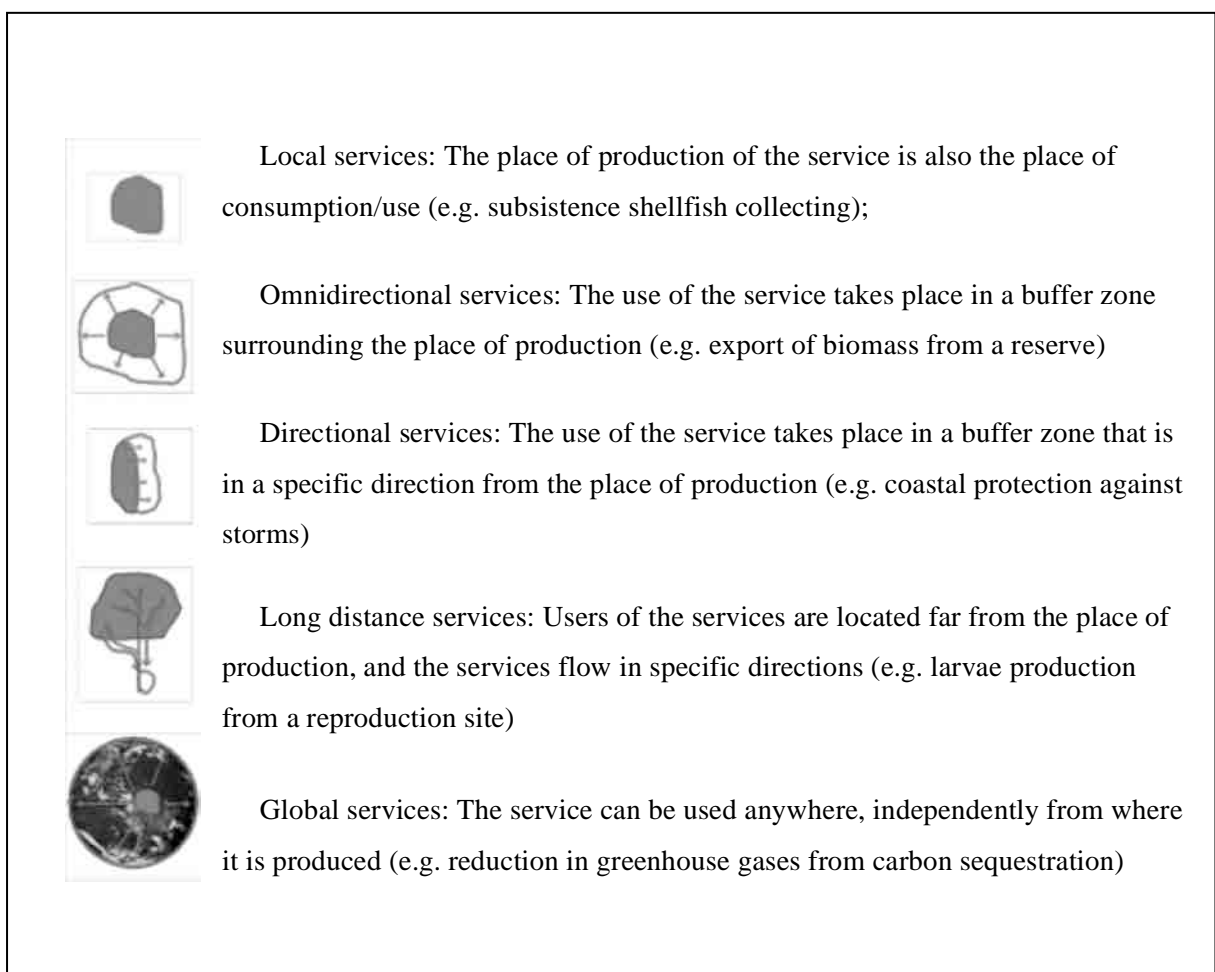 Local services: The place of production of the service is also the place of
consumption/use (e.g. subsistence shellfish collecting);
Omnidirectional services: The use of the service takes place in a buffer zone
surrounding the place of production (e.g. export of biomass from a reserve)
Directional services: The use of the service takes place in a buffer zone that is
in a specific direction from the place of production (e.g. coastal protection against
storms)
Long distance services: Users of the services are located far from the place of
production, and the services flow in specific directions (e.g. larvae production
from a reproduction site)
Global services: The service can be used anywhere, independently from where
it is produced (e.g. reduction in greenhouse gases from carbon sequestration)